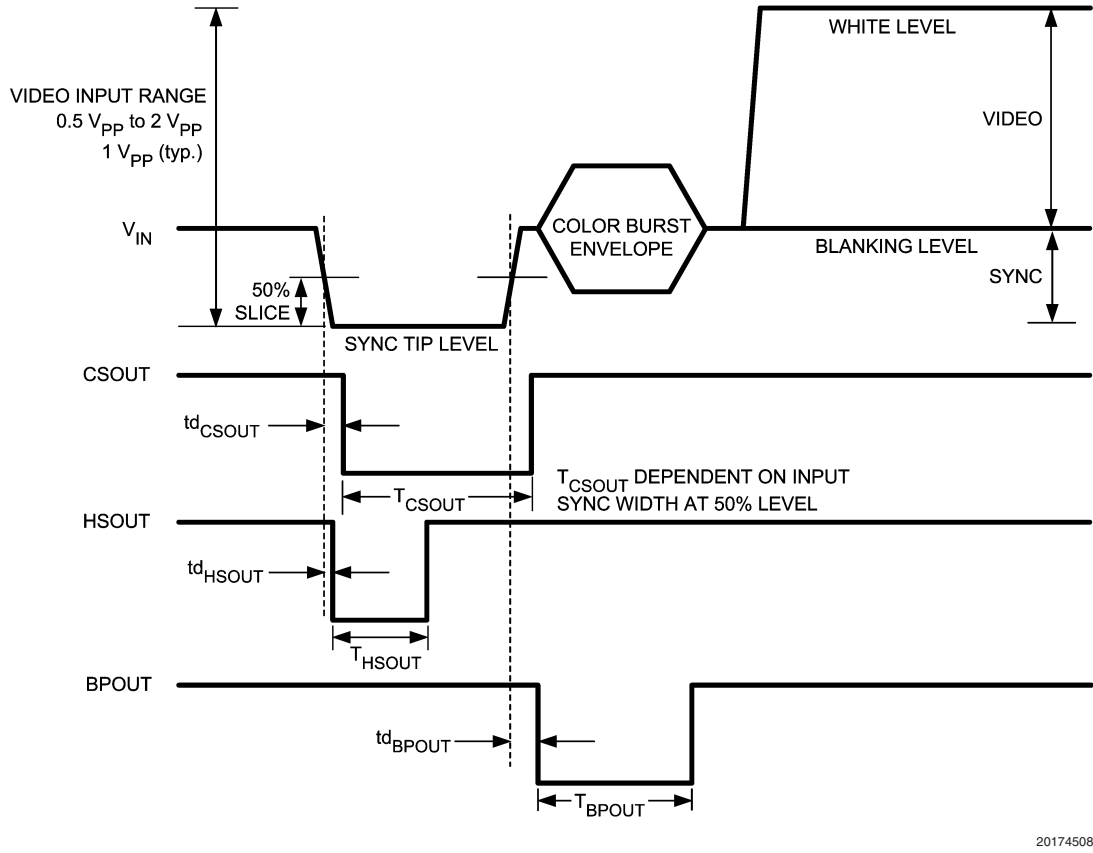 WHITE LEVEL
VIDEO INPUT RANGE
0.5 VPP to 2 VPP
1 VPP (typ.)
VIDEO
VIN
COLOR BURST
ENVELOPE
BLANKING LEVEL
SYNC
50%
SLICE
SYNC TIP LEVEL
CSOUT
tdCSOUT
TCSOUT
TCSOUT DEPENDENT ON INPUT
SYNC WIDTH AT 50% LEVEL
HSOUT
tdHSOUT
THSOUT
BPOUT
tdBPOUT
TBPOUT
20174508